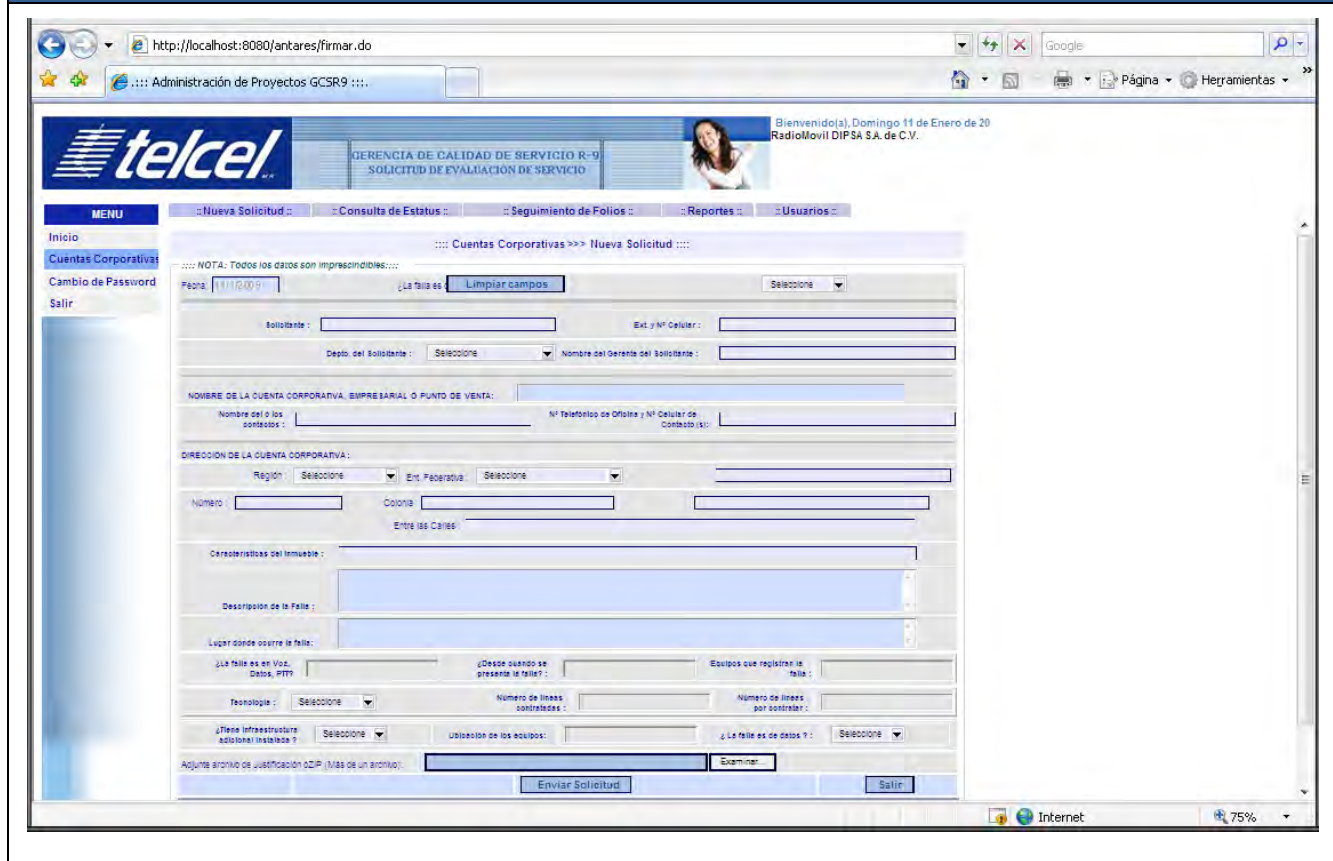 http://localhost:8080/antares/firmar.do
Google
.:::: Administración de Proyectos GCSR9 ::::.
Página
Herramientas
telcel
GERENCIA DE CALIDAD DE SERVICIO R-9
SOLICITUD DE EVALUACION DE SERVICIO
Bienvenido(a), Domingo 11 de Enero de 20
RadioMovil DIPSA S.A. de C.V.
MENU
Inicio
Cuentas Corporativas
Cambio de Password
Salir
:: Nueva Solicitud :: :: Consulta de Estatus :: :: Seguimiento de Folios :: :: Reportes :: :: Usuarios ::
:::: Cuentas Corporativas >>> Nueva Solicitud ::::
:::: NOTA: Todos los datos son imprescindibles::::
Fecha: ¿La falla es Limpiar campos Seleccione
Solicitante : Ext. y Nº Celular :
Depto. del Solicitante : Seleccione Nombre del Gerente del Solicitante :
NOMBRE DE LA CUENTA CORPORATIVA, EMPRESARIAL O PUNTO DE VENTA:
Nombre del o los contactos : Nº Telefónico de Oficina y Nº Celular de Contacto (s):
DIRECCION DE LA CUENTA CORPORATIVA :
Región Seleccione Ent. Federativa : Seleccione
Número : Colonia
Entre las Calles
Características del Inmueble :
Descripción de la Falla :
Lugar donde ocurre la falla:
¿La falla es en Voz, Datos, PTT? ¿Desde cuando se presenta la falla? : Equipos que registran la falla :
Tecnología : Seleccione Número de líneas contratadas : Número de líneas por contratar :
¿Tiene infraestructura adicional instalada ? Seleccione Ubicación de los equipos: ¿ La falla es de datos ? : Seleccione
Adjunte archivo de Justificación óZIP (Más de un archivo): Examinar...
Enviar Solicitud Salir
Internet 75%